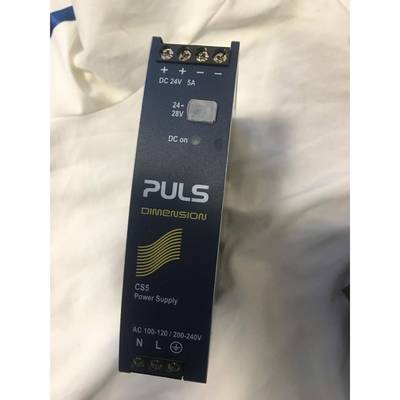 + + − −
DC 24V 5A
24-
28V
DC on
PULS
DIMENSION
CS5
Power Supply
AC 100-120 / 200-240V
N L